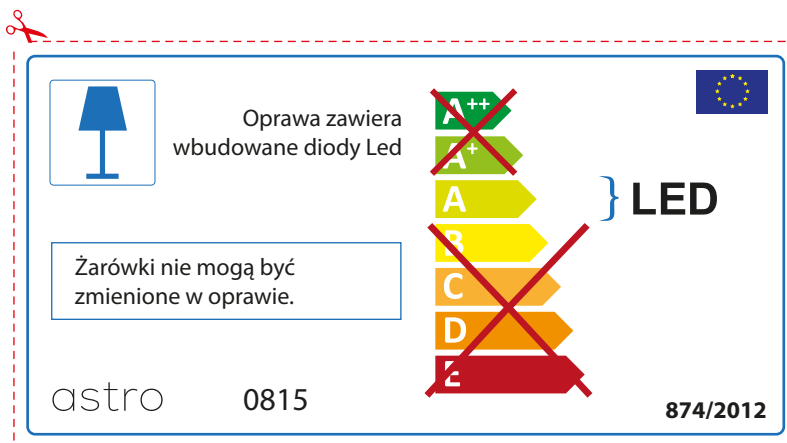 Oprawa zawiera
wbudowane diody Led
A++
A+
A
B
C
D
E
LED
Żarówki nie mogą być
zmienione w oprawie.
astro
0815
874/2012